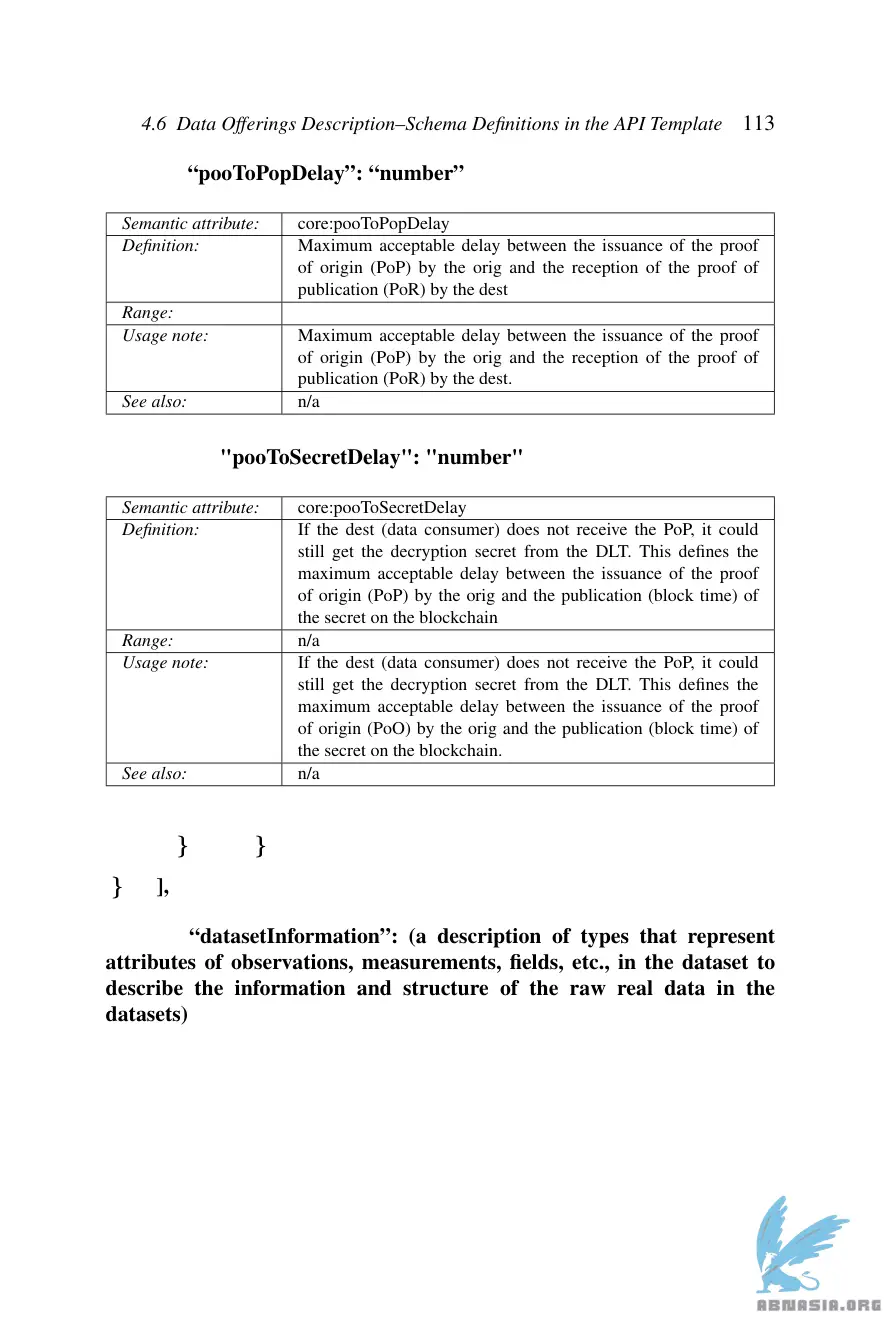 4.6 Data Offerings Description–Schema Definitions in the API Template 113
“pooToPopDelay”: “number”
Semantic attribute: core:pooToPopDelay
Definition: Maximum acceptable delay between the issuance of the proof
of origin (PoP) by the orig and the reception of the proof of
publication (PoR) by the dest
Range:
Usage note: Maximum acceptable delay between the issuance of the proof
of origin (PoP) by the orig and the reception of the proof of
publication (PoR) by the dest.
See also: n/a
"pooToSecretDelay": "number"
Semantic attribute: core:pooToSecretDelay
Definition: If the dest (data consumer) does not receive the PoP, it could
still get the decryption secret from the DLT. This defines the
maximum acceptable delay between the issuance of the proof
of origin (PoP) by the orig and the publication (block time) of
the secret on the blockchain
Range: n/a
Usage note: If the dest (data consumer) does not receive the PoP, it could
still get the decryption secret from the DLT. This defines the
maximum acceptable delay between the issuance of the proof
of origin (PoO) by the orig and the publication (block time) of
the secret on the blockchain.
See also: n/a
} }
} ],
“datasetInformation”: (a description of types that represent
attributes of observations, measurements, fields, etc., in the dataset to
describe the information and structure of the raw real data in the
datasets)
ABNASIA.ORG